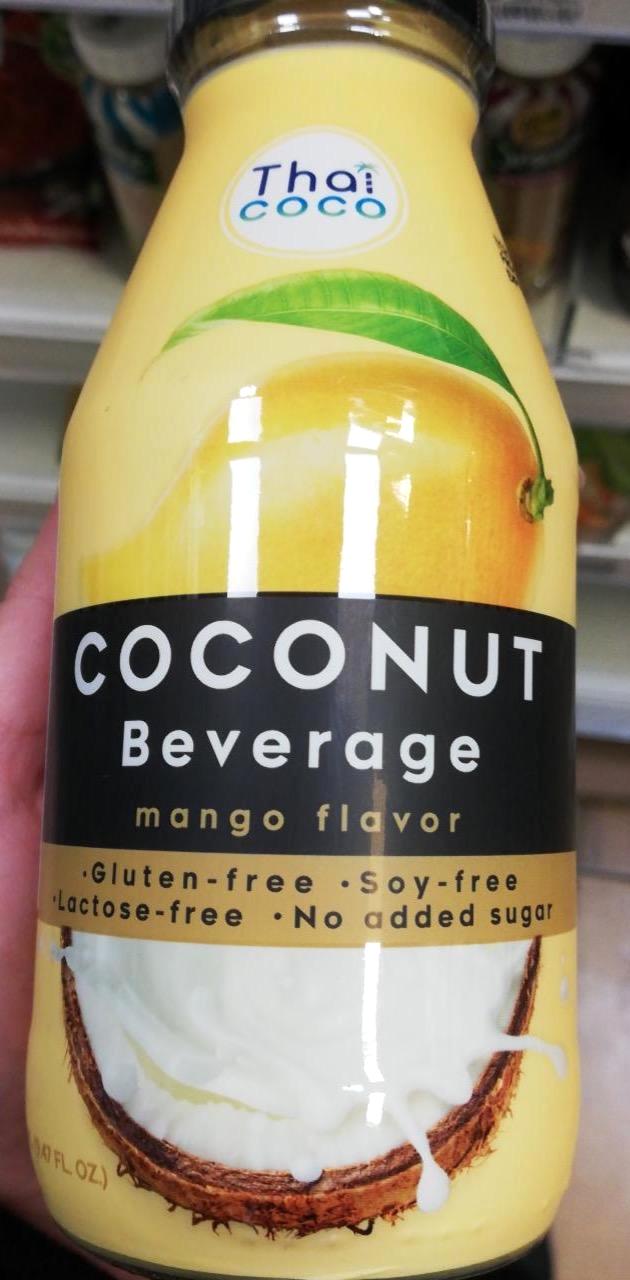 Thai
COCO
COCONUT
Beverage
mango flavor
•Gluten-free •Soy-free
•Lactose-free •No added sugar
FL. OZ.)